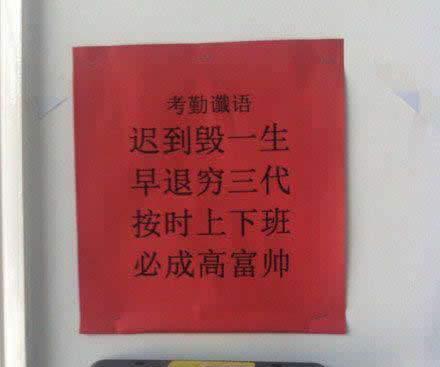 考勤谶语
迟到毁一生
早退穷三代
按时上下班
必成高富帅